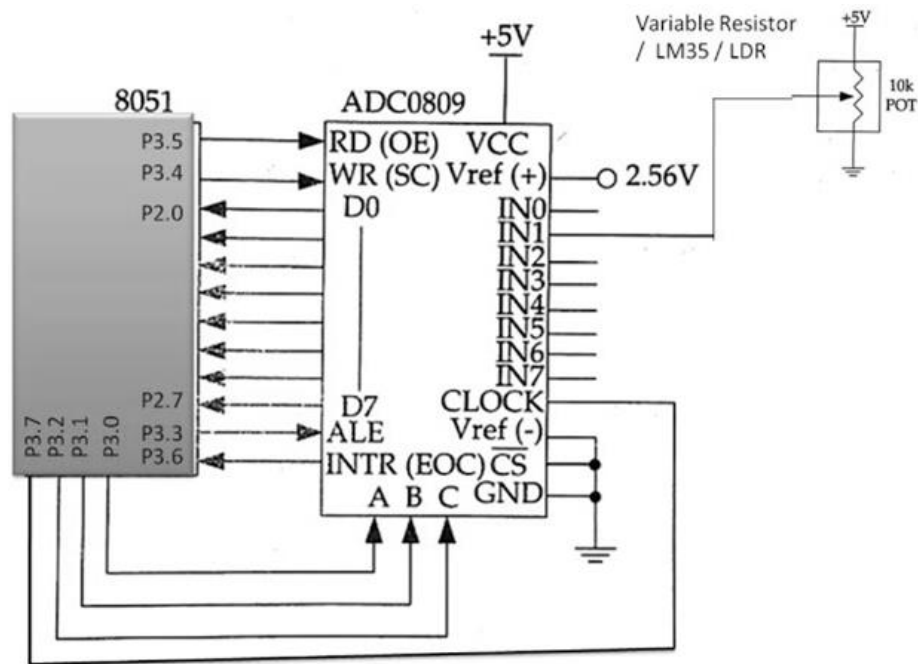 Variable Resistor
/ LM35 / LDR
+5V
10k
POT
+5V
8051
P3.5
P3.4
P2.0
P2.7
P3.3
P3.6
P3.7
P3.2
P3.1
P3.0
ADC0809
RD (OE)
VCC
WR (SC)
Vref (+)
2.56V
D0
IN0
IN1
IN2
IN3
IN4
IN5
IN6
IN7
D7
CLOCK
ALE
Vref (-)
INTR (EOC)
CS
A B C
GND